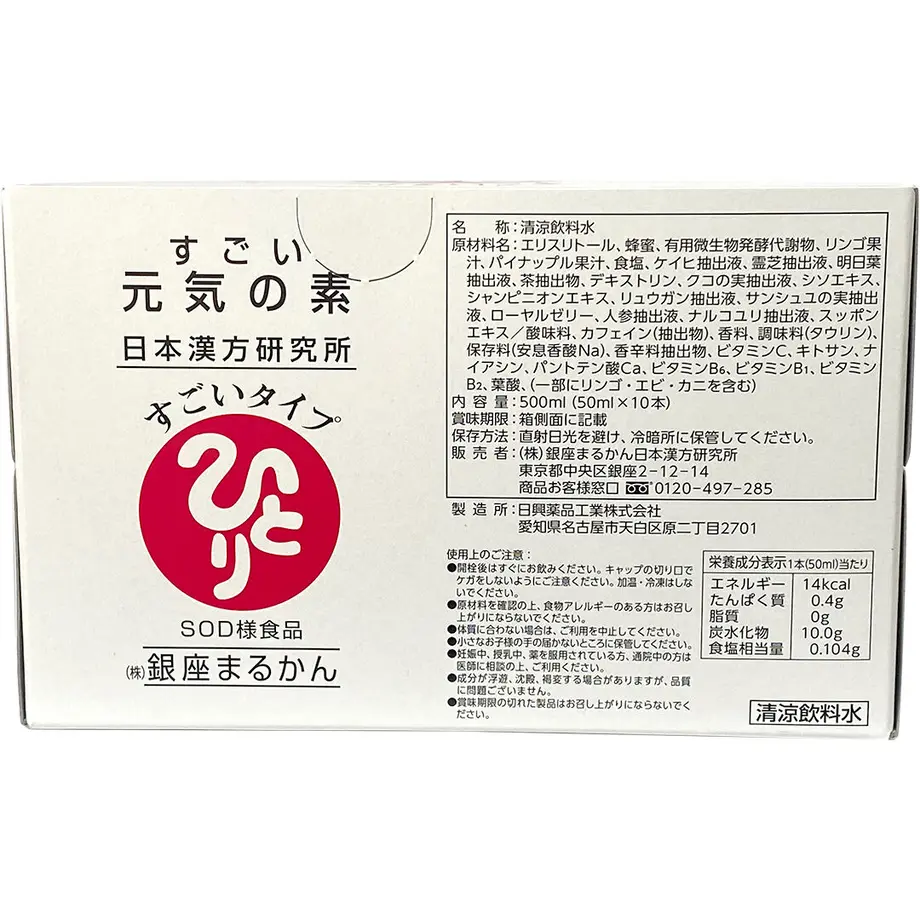 すごい
元気の素
日本漢方研究所
すごいタイプ
ひとり
SOD様食品
(株)銀座まるかん
名　　称:清涼飲料水
原材料名:エリスリトール、蜂蜜、有用微生物発酵代謝物、リンゴ果
汁、パイナップル果汁、食塩、ケイヒ抽出液、霊芝抽出液、明日葉
抽出液、茶抽出物、デキストリン、クコの実抽出液、シソエキス、
シャンピニオンエキス、リュウガン抽出液、サンシュユの実抽出
液、ローヤルゼリー、人参抽出液、ナルコユリ抽出液、スッポン
エキス／酸味料、カフェイン(抽出物)、香料、調味料(タウリン)、
保存料(安息香酸Na)、香辛料抽出物、ビタミンC、キトサン、ナ
イアシン、パントテン酸Ca、ビタミンB₆、ビタミンB₁、ビタミン
B₂、葉酸、(一部にリンゴ・エビ・カニを含む)
内 容 量:500ml (50ml×10本)
賞味期限:箱側面に記載
保存方法:直射日光を避け、冷暗所に保管してください。
販 売 者:(株)銀座まるかん日本漢方研究所
東京都中央区銀座2−12−14
商品お客様窓口 0120−497−285
製 造 所:日興薬品工業株式会社
愛知県名古屋市天白区原二丁目2701
使用上のご注意:
●開栓後はすぐにお飲みください。キャップの切り口で
ケガをしないようにご注意ください。加温・冷凍はしな
いでください。
●原材料を確認の上、食物アレルギーのある方はお召し
上がりにならないでください。
●体質に合わない場合は、ご利用を中止してください。
●小さなお子様の手の届かないところに保管してください。
●妊娠中、授乳中、薬を服用されている方、通院中の方は
医師に相談の上、ご利用ください。
●成分が浮遊、沈殿、褐変する場合がありますが、品質
に問題ございません。
●賞味期限の切れた製品はお召し上がりにならないでく
ださい。
栄養成分表示1本(50ml)当たり
エネルギー 14kcal
たんぱく質 0.4g
脂質 0g
炭水化物 10.0g
食塩相当量 0.104g
清涼飲料水